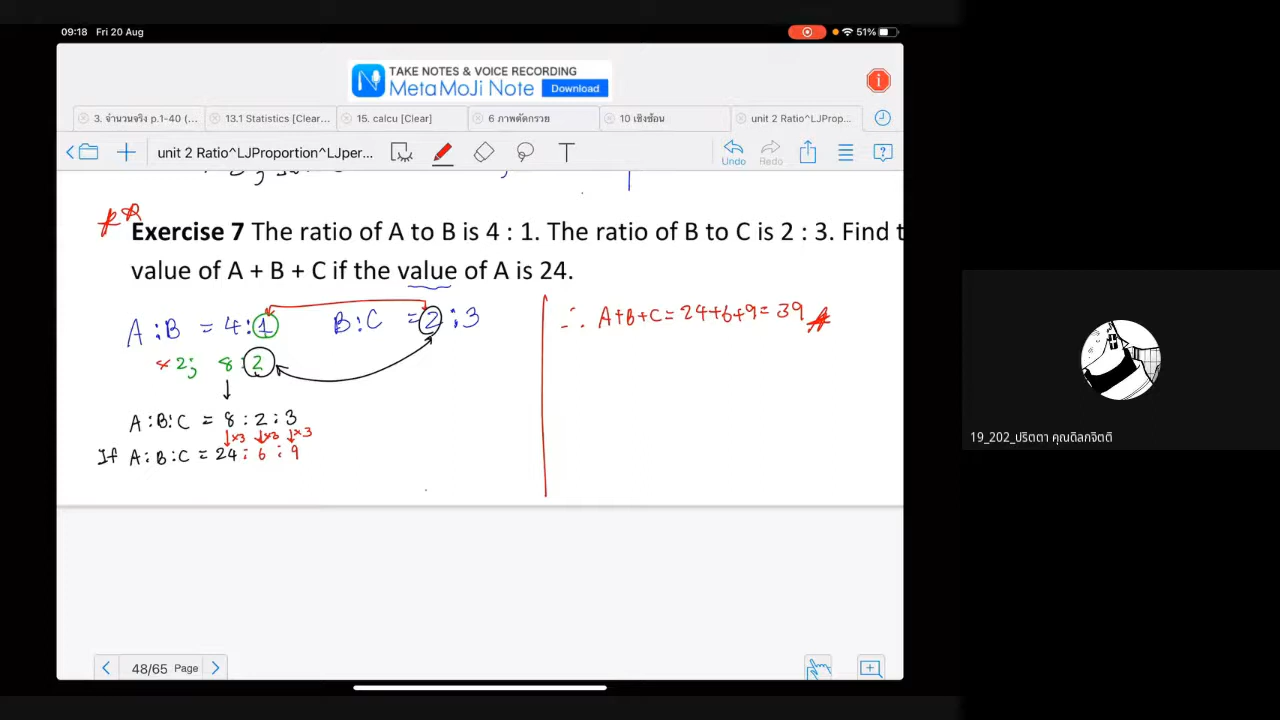 09:18 Fri 20 Aug
51%
TAKE NOTES & VOICE RECORDING
MetaMoJi Note Download
3. จำนวนจริง p.1-40 (...
13.1 Statistics [Clear...
15. calcu [Clear]
6 ภาพตัดกรวย
10 เชิงซ้อน
unit 2 Ratio^LJProp...
unit 2 Ratio^LJProportion^LJper...
T
Undo
Redo
Exercise 7 The ratio of A to B is 4 : 1. The ratio of B to C is 2 : 3. Find t
value of A + B + C if the value of A is 24.
A:B = 4:1 B:C = 2:3
×2; 8:2
A:B:C = 8:2:3
×3 ×3 ×3
If A:B:C = 24:6:9
∴ A+B+C = 24+6+9 = 39
19_202_ปริตตา คุณดิลกจิตติ
48/65 Page